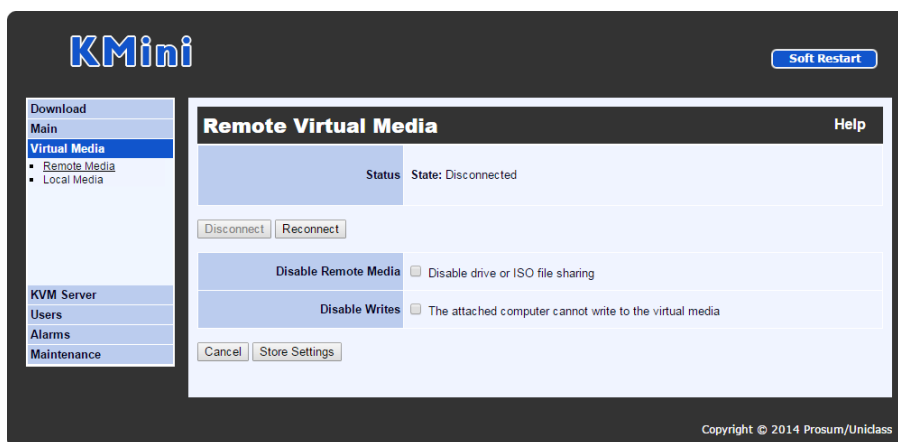 KMini
Soft Restart
Download
Main
Virtual Media
Remote Media
Local Media
KVM Server
Users
Alarms
Maintenance
Remote Virtual Media
Help
Status State: Disconnected
Disconnect Reconnect
Disable Remote Media Disable drive or ISO file sharing
Disable Writes The attached computer cannot write to the virtual media
Cancel Store Settings
Copyright © 2014 Prosum/Uniclass